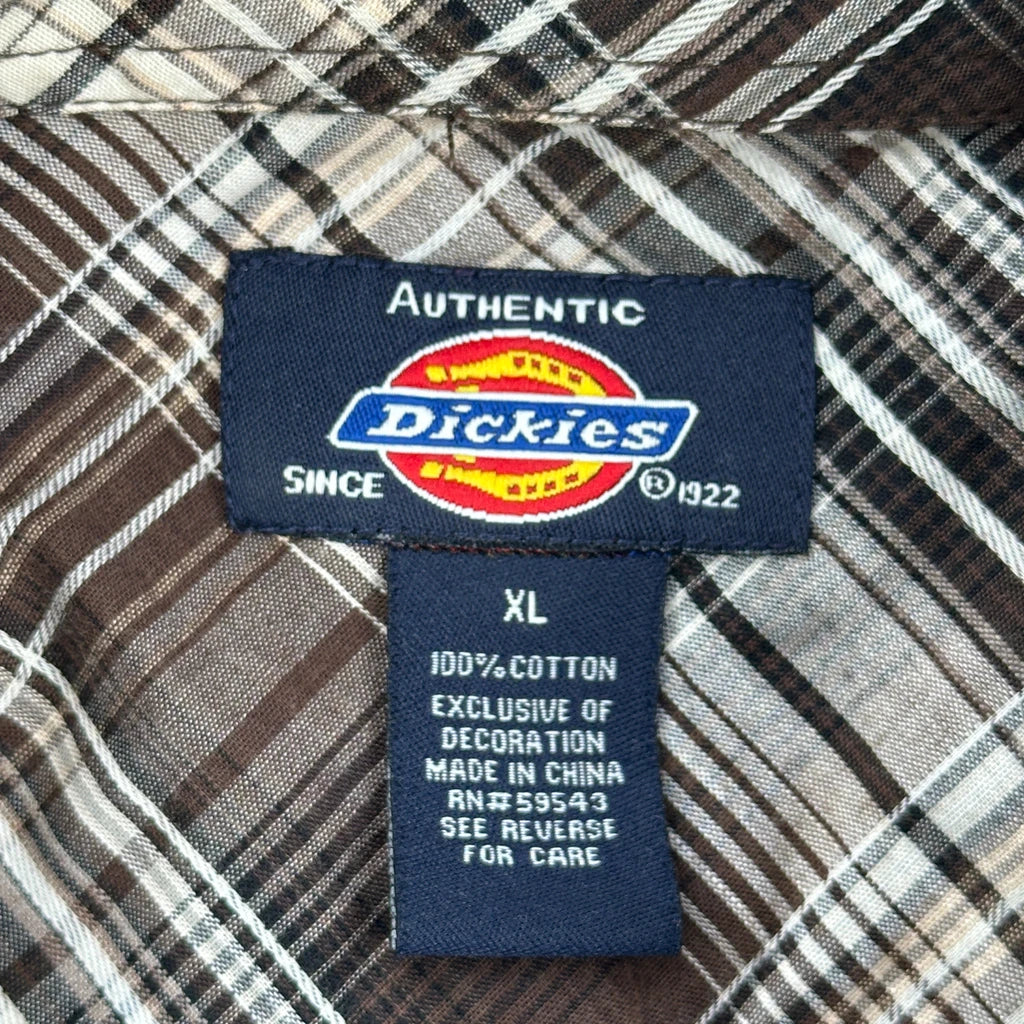 AUTHENTIC
Dickies
SINCE ® 1922
XL
100% COTTON
EXCLUSIVE OF
DECORATION
MADE IN CHINA
RN#59543
SEE REVERSE
FOR CARE